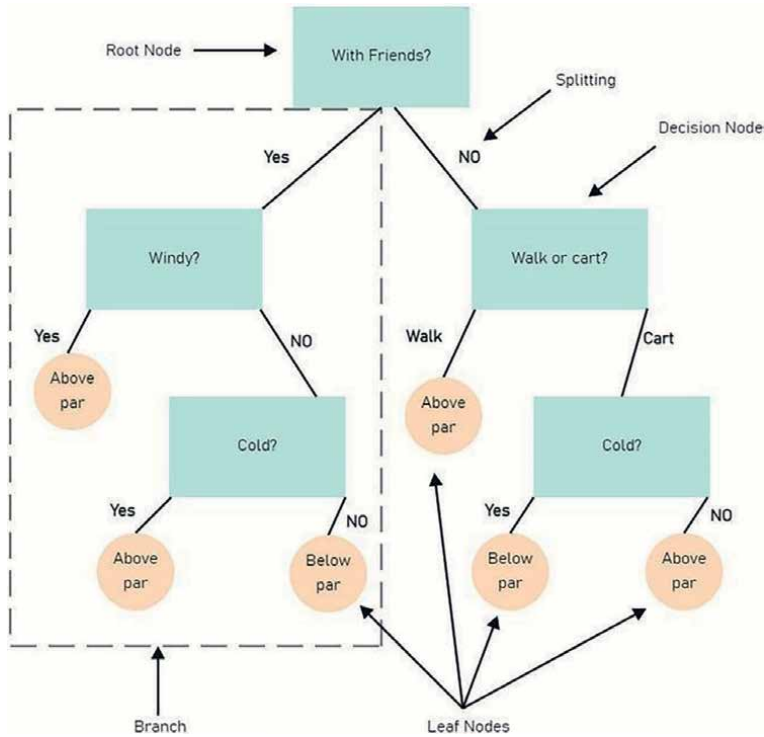 Root Node
With Friends?
Splitting
Decision Node
Yes
NO
Windy?
Walk or cart?
Yes
NO
Walk
Cart
Above
par
Above
par
Cold?
Cold?
Yes
NO
Yes
NO
Above
par
Below
par
Below
par
Above
par
Branch
Leaf Nodes